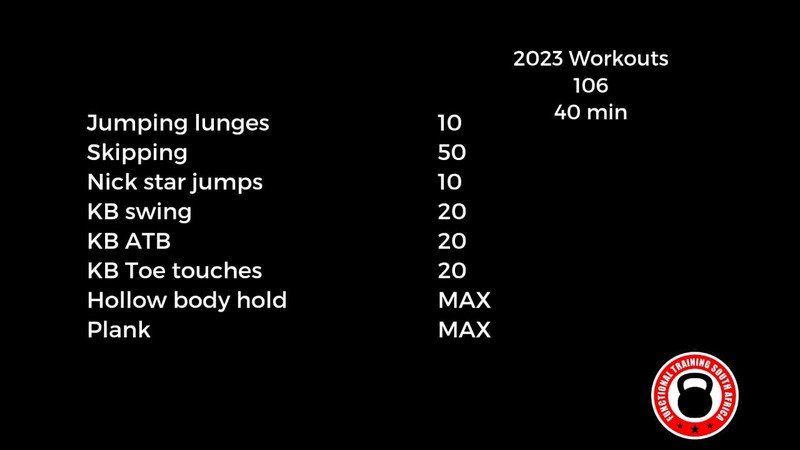 2023 Workouts
106
40 min
Jumping lunges 10
Skipping 50
Nick star jumps 10
KB swing 20
KB ATB 20
KB Toe touches 20
Hollow body hold MAX
Plank MAX
FUNCTIONAL TRAINING SOUTH AFRICA